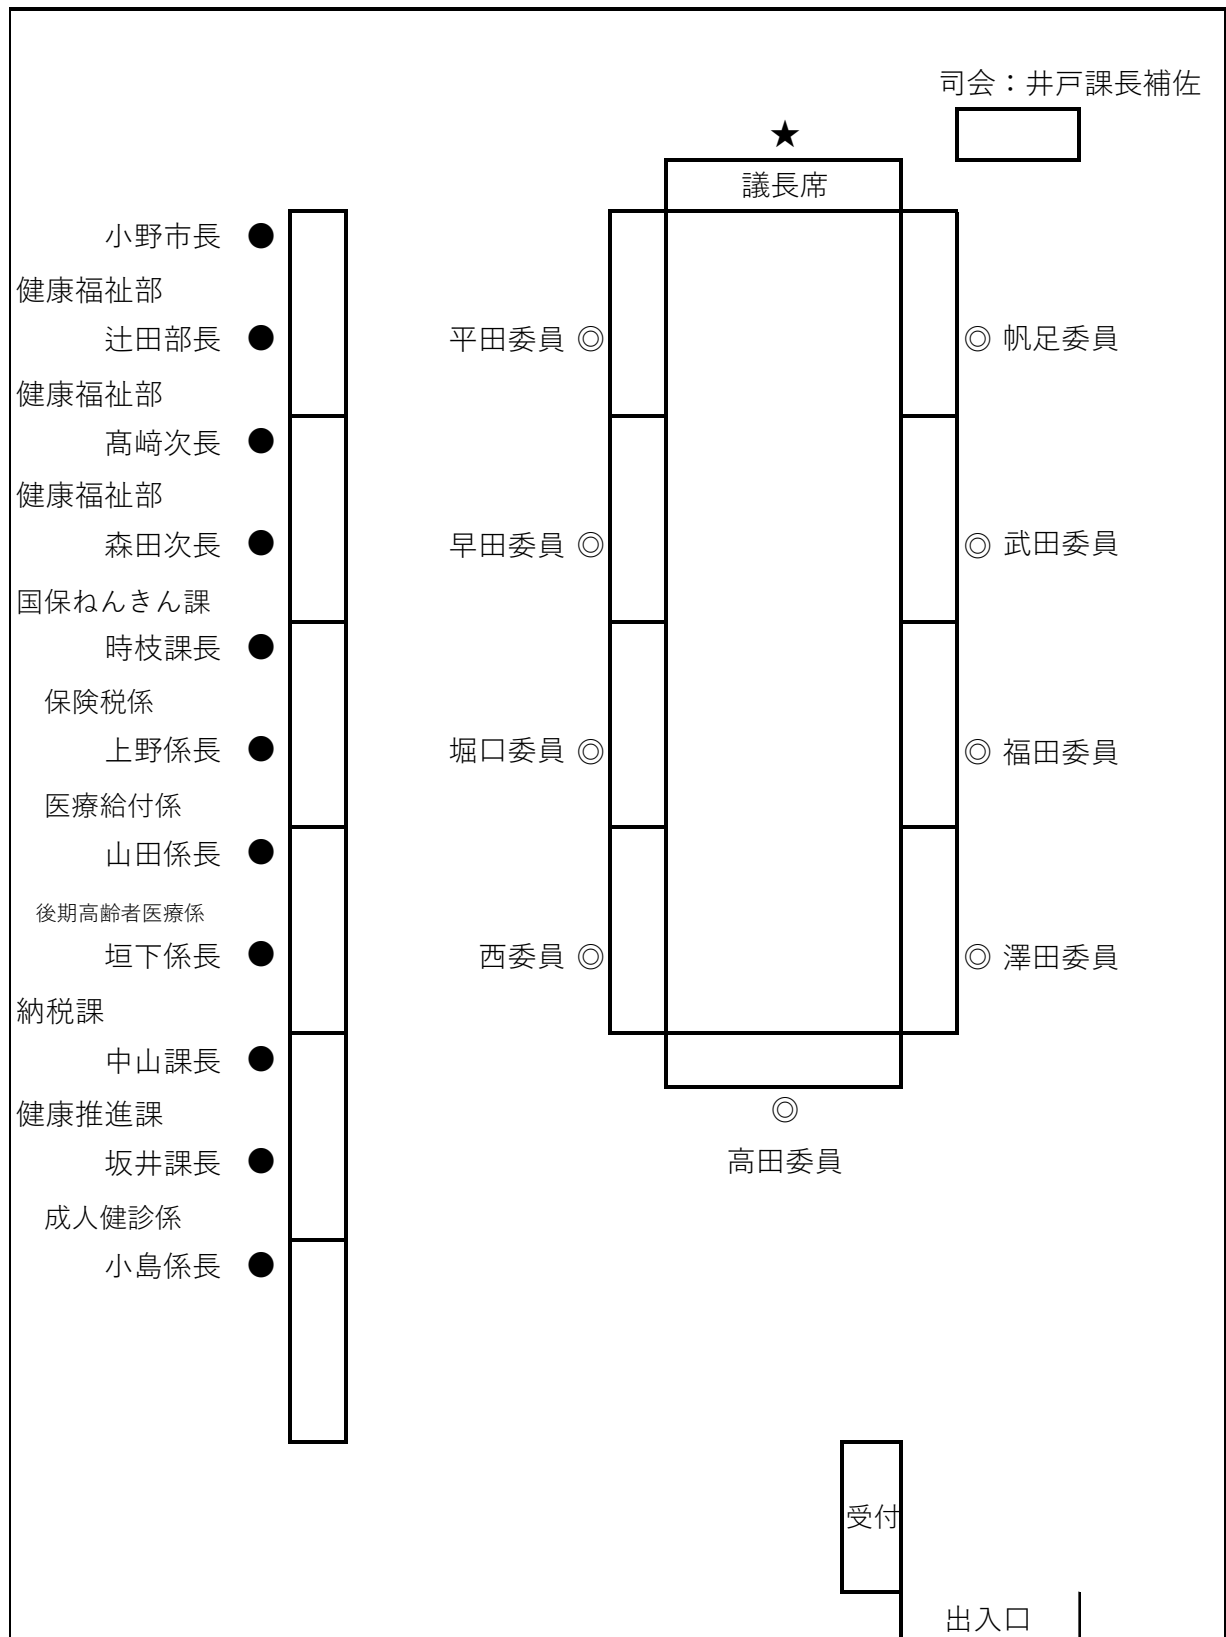 司会：井戸課長補佐
★
議長席
小野市長 ●
健康福祉部
辻田部長 ●
平田委員 ◎
◎ 帆足委員
健康福祉部
髙﨑次長 ●
健康福祉部
森田次長 ●
早田委員 ◎
◎ 武田委員
国保ねんきん課
時枝課長 ●
保険税係
上野係長 ●
堀口委員 ◎
◎ 福田委員
医療給付係
山田係長 ●
後期高齢者医療係
垣下係長 ●
西委員 ◎
◎ 澤田委員
納税課
中山課長 ●
健康推進課
坂井課長 ●
◎
高田委員
成人健診係
小島係長 ●
受付
出入口